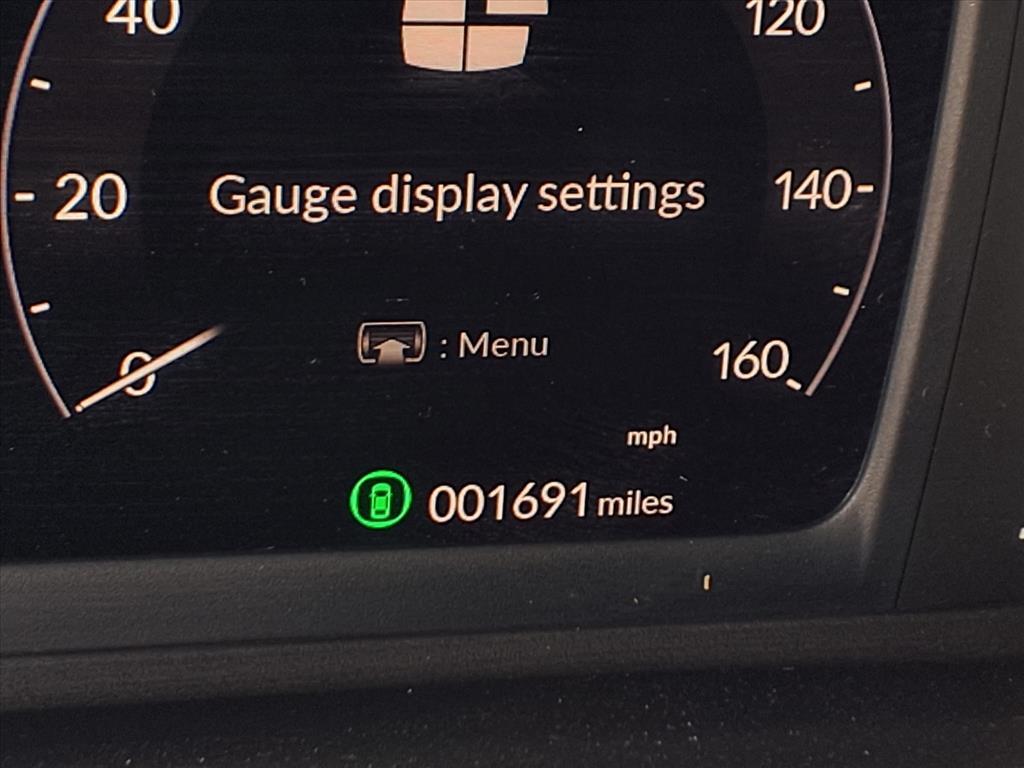 40 120
20 Gauge display settings 140
0 : Menu 160
mph
001691 miles